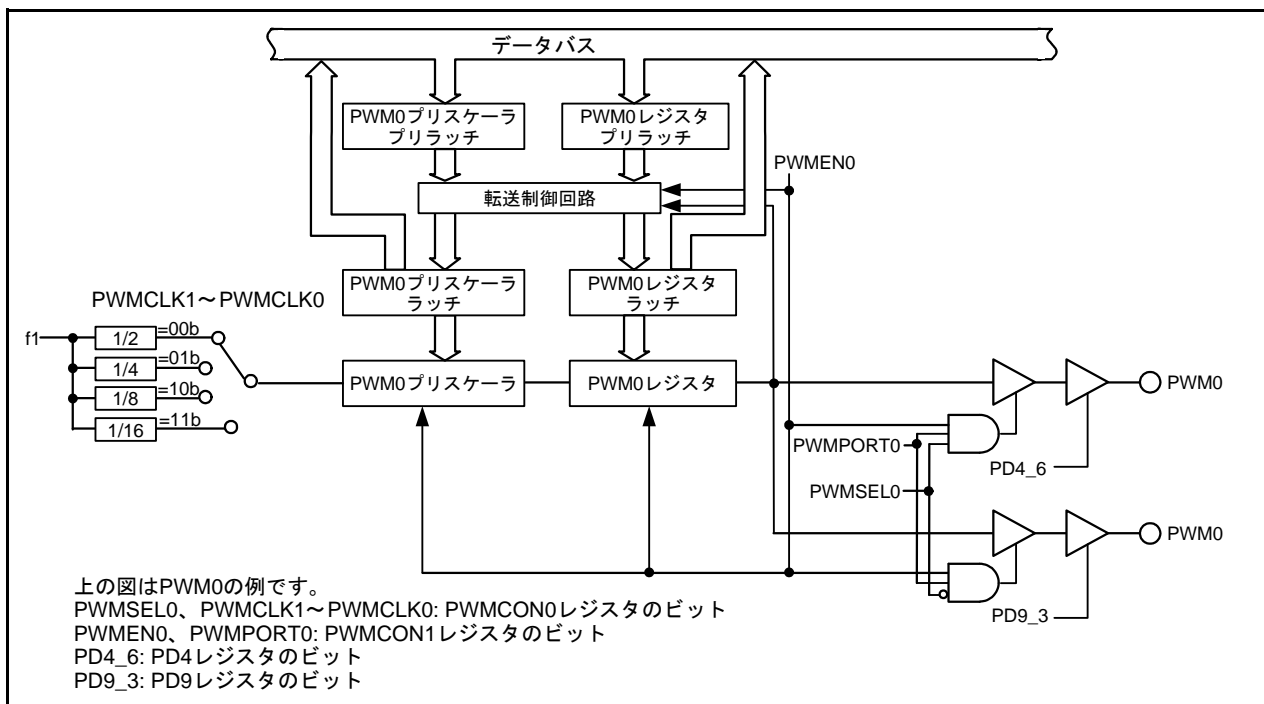 データバス
PWM0プリスケーラ
プリラッチ
PWM0レジスタ
プリラッチ
PWMEN0
転送制御回路
PWM0プリスケーラ
ラッチ
PWM0レジスタ
ラッチ
PWMCLK1～PWMCLK0
f1
1/2
=00b
1/4
=01b
1/8
=10b
1/16
=11b
PWM0プリスケーラ
PWM0レジスタ
PWM0
PWMPORT0
PD4_6
PWMSEL0
PWM0
PD9_3
上の図はPWM0の例です。
PWMSEL0、PWMCLK1～PWMCLK0: PWMCON0レジスタのビット
PWMEN0、PWMPORT0: PWMCON1レジスタのビット
PD4_6: PD4レジスタのビット
PD9_3: PD9レジスタのビット